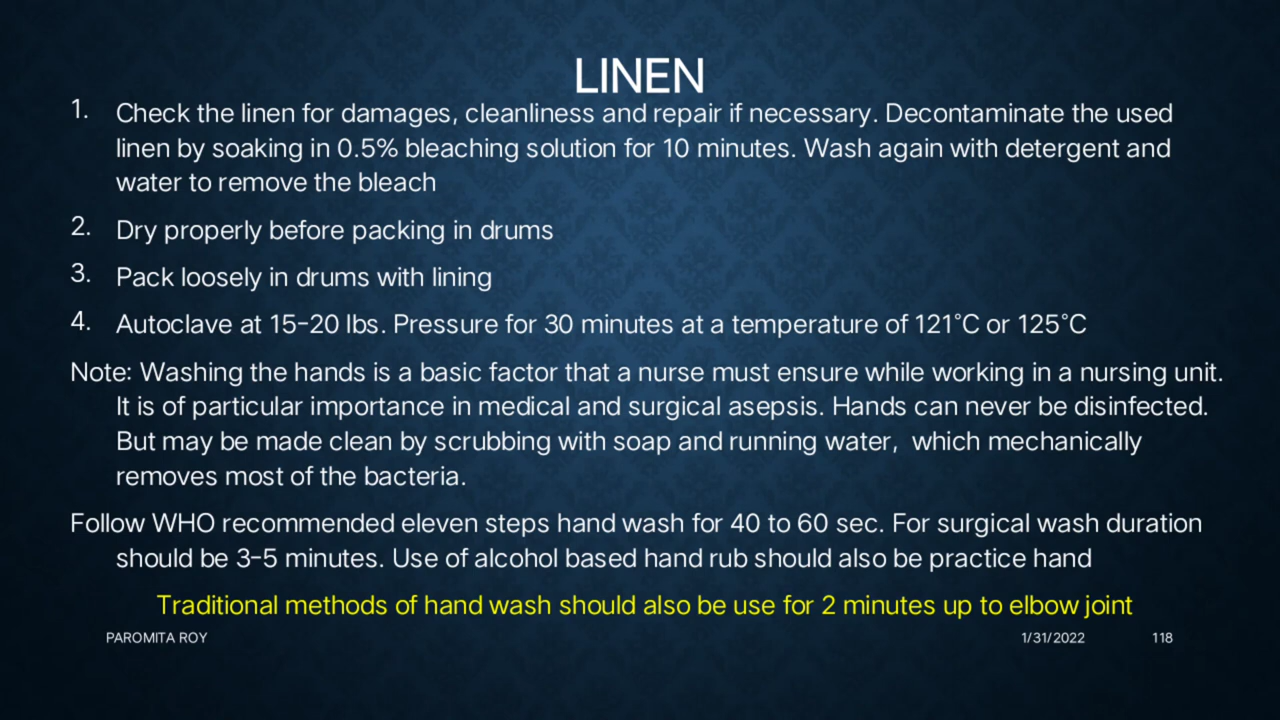 LINEN
1. Check the linen for damages, cleanliness and repair if necessary. Decontaminate the used
linen by soaking in 0.5% bleaching solution for 10 minutes. Wash again with detergent and
water to remove the bleach
2. Dry properly before packing in drums
3. Pack loosely in drums with lining
4. Autoclave at 15-20 lbs. Pressure for 30 minutes at a temperature of 121°C or 125°C
Note: Washing the hands is a basic factor that a nurse must ensure while working in a nursing unit.
It is of particular importance in medical and surgical asepsis. Hands can never be disinfected.
But may be made clean by scrubbing with soap and running water, which mechanically
removes most of the bacteria.
Follow WHO recommended eleven steps hand wash for 40 to 60 sec. For surgical wash duration
should be 3-5 minutes. Use of alcohol based hand rub should also be practice hand
Traditional methods of hand wash should also be use for 2 minutes up to elbow joint
PAROMITA ROY 1/31/2022 118